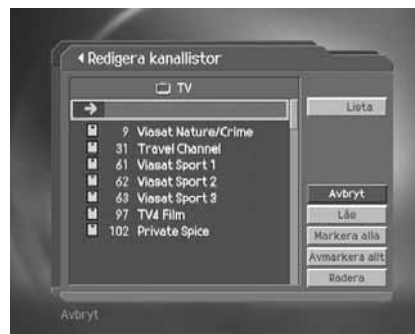 Redigera kanallistor
TV
9 Viasat Nature/Crime
31 Travel Channel
61 Viasat Sport 1
62 Viasat Sport 2
63 Viasat Sport 3
97 TV4 Film
102 Private Spice
Lista
Avbryt
Lås
Markera alla
Avmarkera allt
Radera
Avbryt